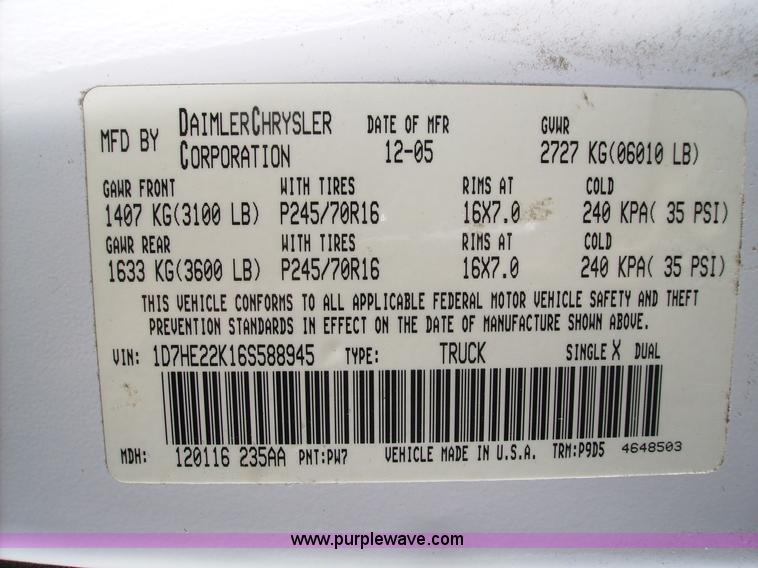 MFD BY DAIMLERCHRYSLER CORPORATION DATE OF MFR 12-05 GVWR 2727 KG(06010 LB)
GAWR FRONT WITH TIRES RIMS AT COLD
1407 KG(3100 LB) P245/70R16 16X7.0 240 KPA( 35 PSI)
GAWR REAR WITH TIRES RIMS AT COLD
1633 KG(3600 LB) P245/70R16 16X7.0 240 KPA( 35 PSI)
THIS VEHICLE CONFORMS TO ALL APPLICABLE FEDERAL MOTOR VEHICLE SAFETY AND THEFT
PREVENTION STANDARDS IN EFFECT ON THE DATE OF MANUFACTURE SHOWN ABOVE.
VIN: 1D7HE22K16S588945 TYPE: TRUCK SINGLE X DUAL
MDH: 120116 235AA PNT:PW7 VEHICLE MADE IN U.S.A. TRM:P9D5 4648503
www.purplewave.com